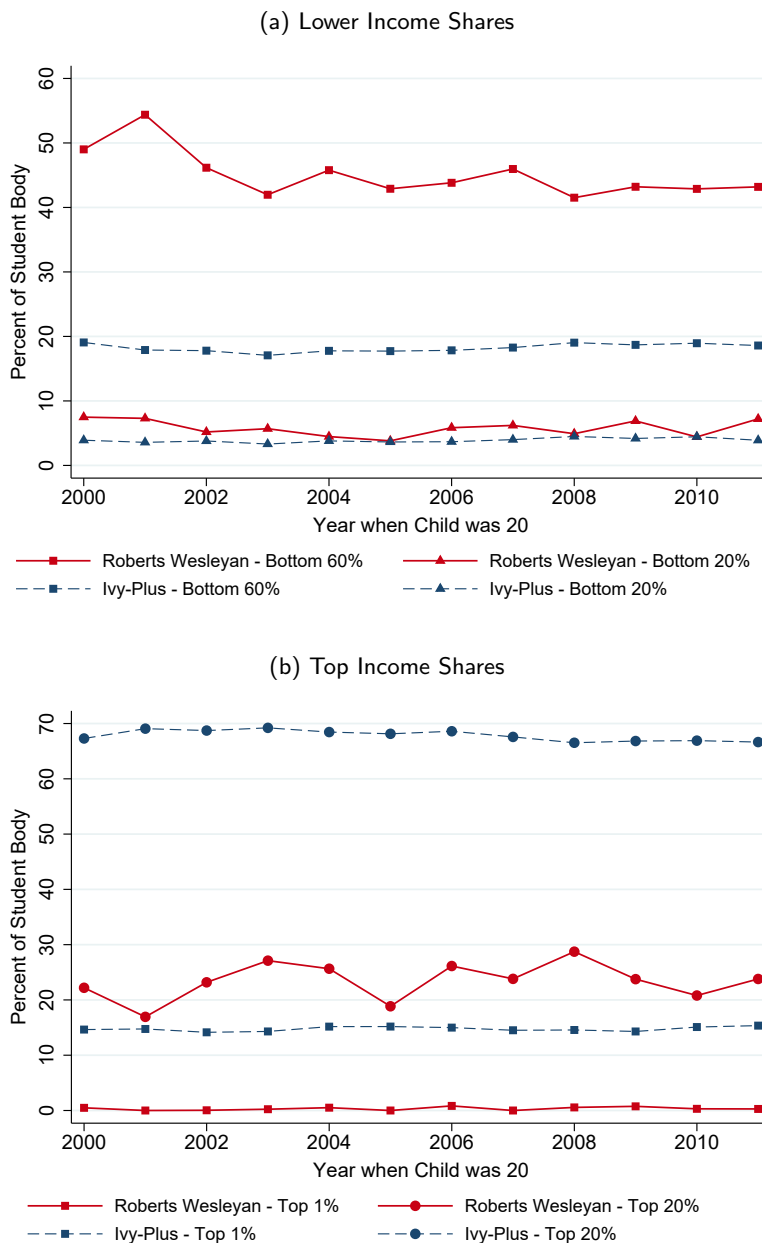 (a) Lower Income Shares
Percent of Student Body
60
50
40
30
20
10
0
2000 2002 2004 2006 2008 2010
Year when Child was 20
Roberts Wesleyan - Bottom 60% Roberts Wesleyan - Bottom 20%
Ivy-Plus - Bottom 60% Ivy-Plus - Bottom 20%
(b) Top Income Shares
Percent of Student Body
70
60
50
40
30
20
10
0
2000 2002 2004 2006 2008 2010
Year when Child was 20
Roberts Wesleyan - Top 1% Roberts Wesleyan - Top 20%
Ivy-Plus - Top 1% Ivy-Plus - Top 20%